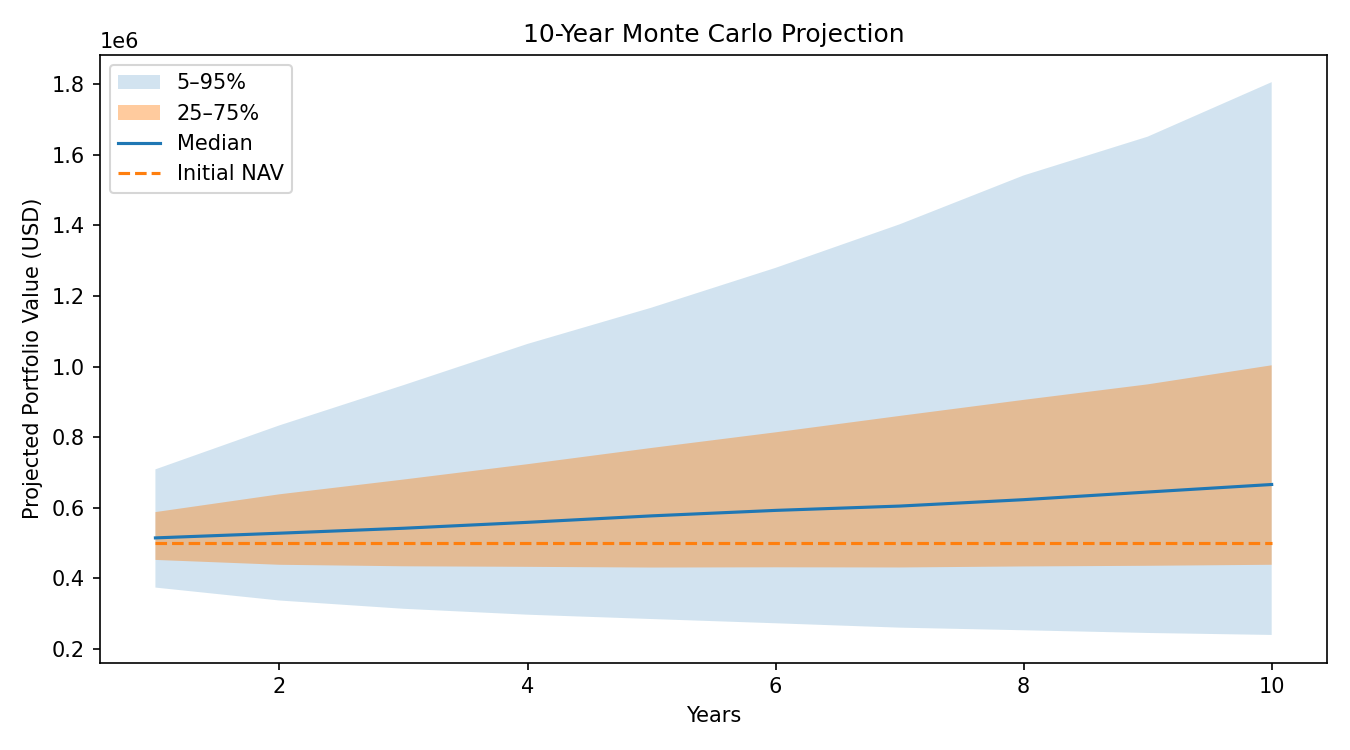 10-Year Monte Carlo Projection
1e6
5–95%
25–75%
Median
Initial NAV
Projected Portfolio Value (USD)
1.8
1.6
1.4
1.2
1.0
0.8
0.6
0.4
0.2
2 4 6 8 10
Years